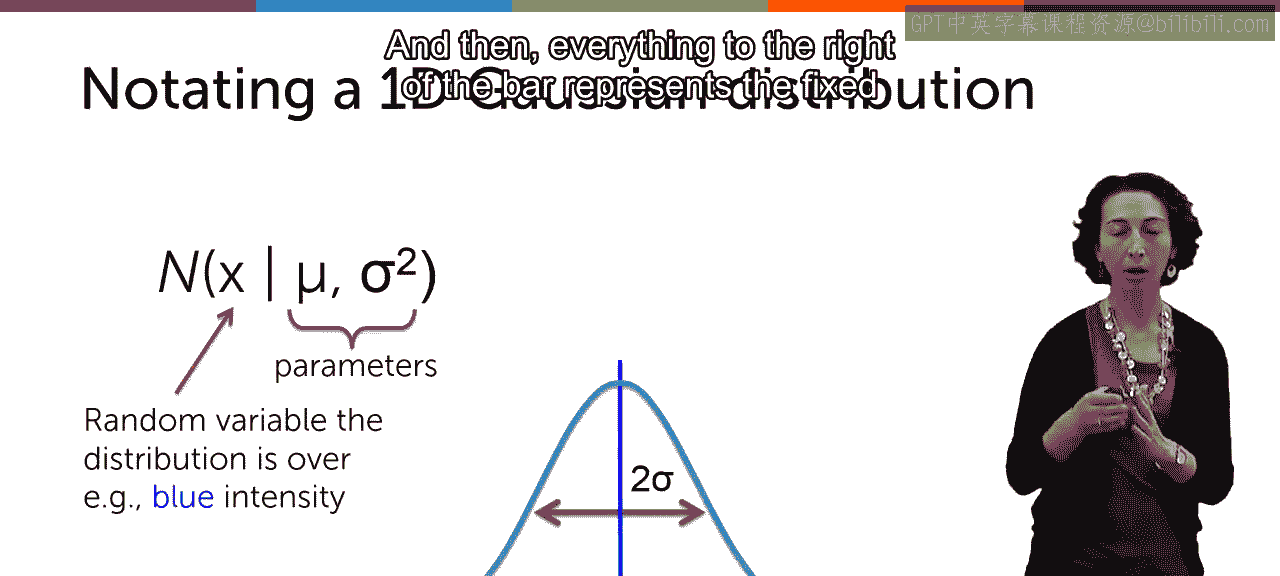 GPT中英字幕课程资源@bilibili.com
And then, everything to the right
of the bar represents the fixed
Notating a 1D Gaussian distribution
N(x | μ, σ²)
parameters
Random variable the
distribution is over
e.g., blue intensity
2σ